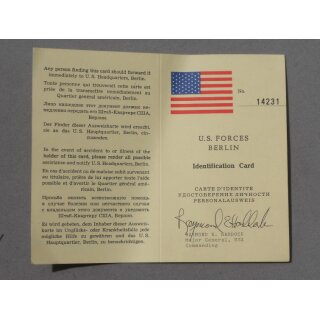 Any person finding this card should forward it
immediately to U. S. Headquarters, Berlin.
Toute personne qui trouverait cette carte est
priée de la transmettre immédiatement au
Quartier général américain, Berlin.
Лицо нашедшее этот документ должно не-
медленно передать его Штаб-Квартире США,
Берлин.
Der Finder dieser Ausweiskarte wird ersucht,
sie an das U. S. Hauptquartier, Berlin, ein-
zusenden.
In the event of accident to or illness of the
holder of this card, please render all possible
assistance and notify U. S. Headquarters, Berlin.
En cas d'accident ou de maladie subit survenant
au titulaire, prière de lui apporter toute l'aide
possible et d'avertir le Quartier général améri-
cain, Berlin.
Просьба оказать всевозможную помощь
в случае болезни или несчастного случая
с владельцем этого документа и уведомить
Штаб-Квартиру США, Берлин.
Es wird gebeten, dem Inhaber dieser Ausweis-
karte im Unglücks- oder Krankheitsfalle jede
mögliche Hilfe zu gewähren und das U. S.
Hauptquartier, Berlin, zu benachrichtigen.
No.
14231
U. S. FORCES
BERLIN
Identification Card
CARTE D'IDENTITE
УДОСТОВЕРЕНИЕ ЛИЧНОСТИ
PERSONALAUSWEIS
RAYMOND E. HADDOCK
Major General, USA
Commanding